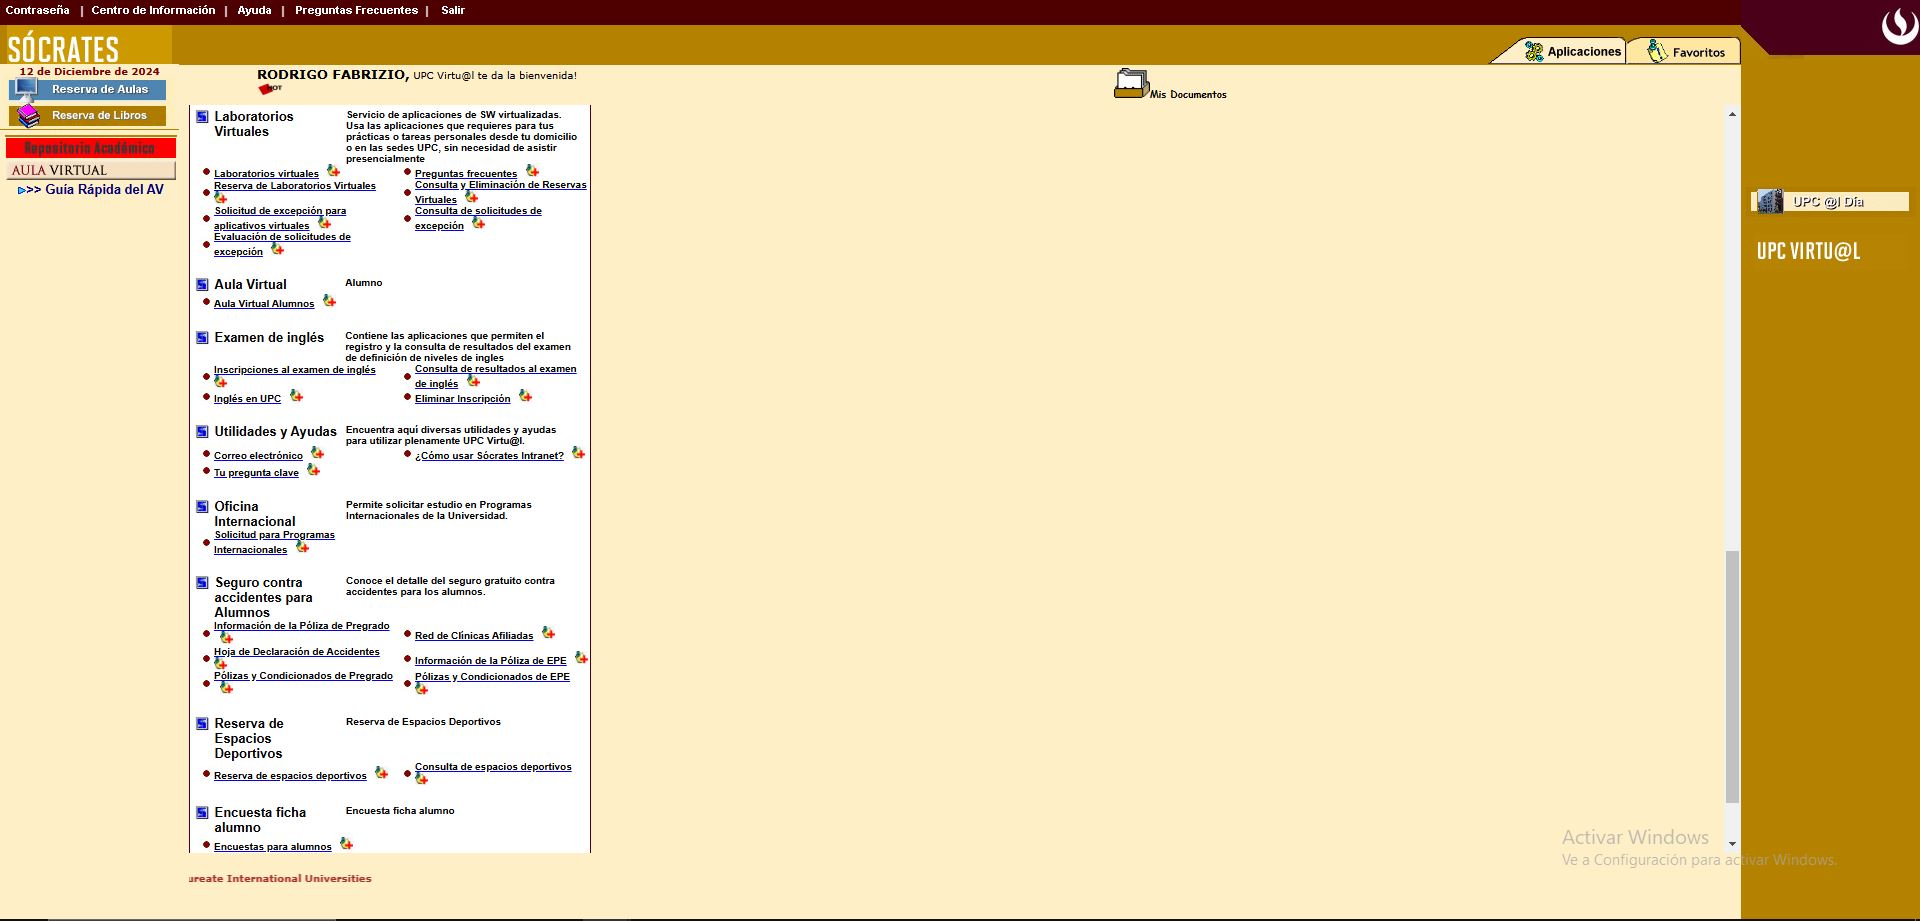 Contraseña | Centro de Información | Ayuda | Preguntas Frecuentes | Salir
SÓCRATES
Aplicaciones
Favoritos
12 de Diciembre de 2024
Reserva de Aulas
Reserva de Libros
Repositorio Académico
AULA VIRTUAL
>>> Guía Rápida del AV
RODRIGO FABRIZIO, UPC Virtu@l te da la bienvenida!
HOT
Mis Documentos
Laboratorios
Virtuales
Servicio de aplicaciones de SW virtualizadas.
Usa las aplicaciones que requieres para tus
prácticas o tareas personales desde tu domicilio
o en las sedes UPC, sin necesidad de asistir
presencialmente
Laboratorios virtuales
Preguntas frecuentes
Reserva de Laboratorios Virtuales
Consulta y Eliminación de Reservas
Virtuales
Solicitud de excepción para
aplicativos virtuales
Consulta de solicitudes de
excepción
Evaluación de solicitudes de
excepción
Aula Virtual
Alumno
Aula Virtual Alumnos
Examen de inglés
Contiene las aplicaciones que permiten el
registro y la consulta de resultados del examen
de definición de niveles de ingles
Inscripciones al examen de inglés
Consulta de resultados al examen
de inglés
Inglés en UPC
Eliminar Inscripción
Utilidades y Ayudas
Encuentra aquí diversas utilidades y ayudas
para utilizar plenamente UPC Virtu@l.
Correo electrónico
¿Cómo usar Sócrates Intranet?
Tu pregunta clave
Oficina
Internacional
Permite solicitar estudio en Programas
Internacionales de la Universidad.
Solicitud para Programas
Internacionales
Seguro contra
accidentes para
Alumnos
Conoce el detalle del seguro gratuito contra
accidentes para los alumnos.
Información de la Póliza de Pregrado
Red de Clínicas Afiliadas
Hoja de Declaración de Accidentes
Información de la Póliza de EPE
Pólizas y Condicionados de Pregrado
Pólizas y Condicionados de EPE
Reserva de
Espacios
Deportivos
Reserva de Espacios Deportivos
Reserva de espacios deportivos
Consulta de espacios deportivos
Encuesta ficha
alumno
Encuesta ficha alumno
Encuestas para alumnos
ureate International Universities
UPC @l Día
UPC VIRTU@L
Activar Windows
Ve a Configuración para activar Windows.